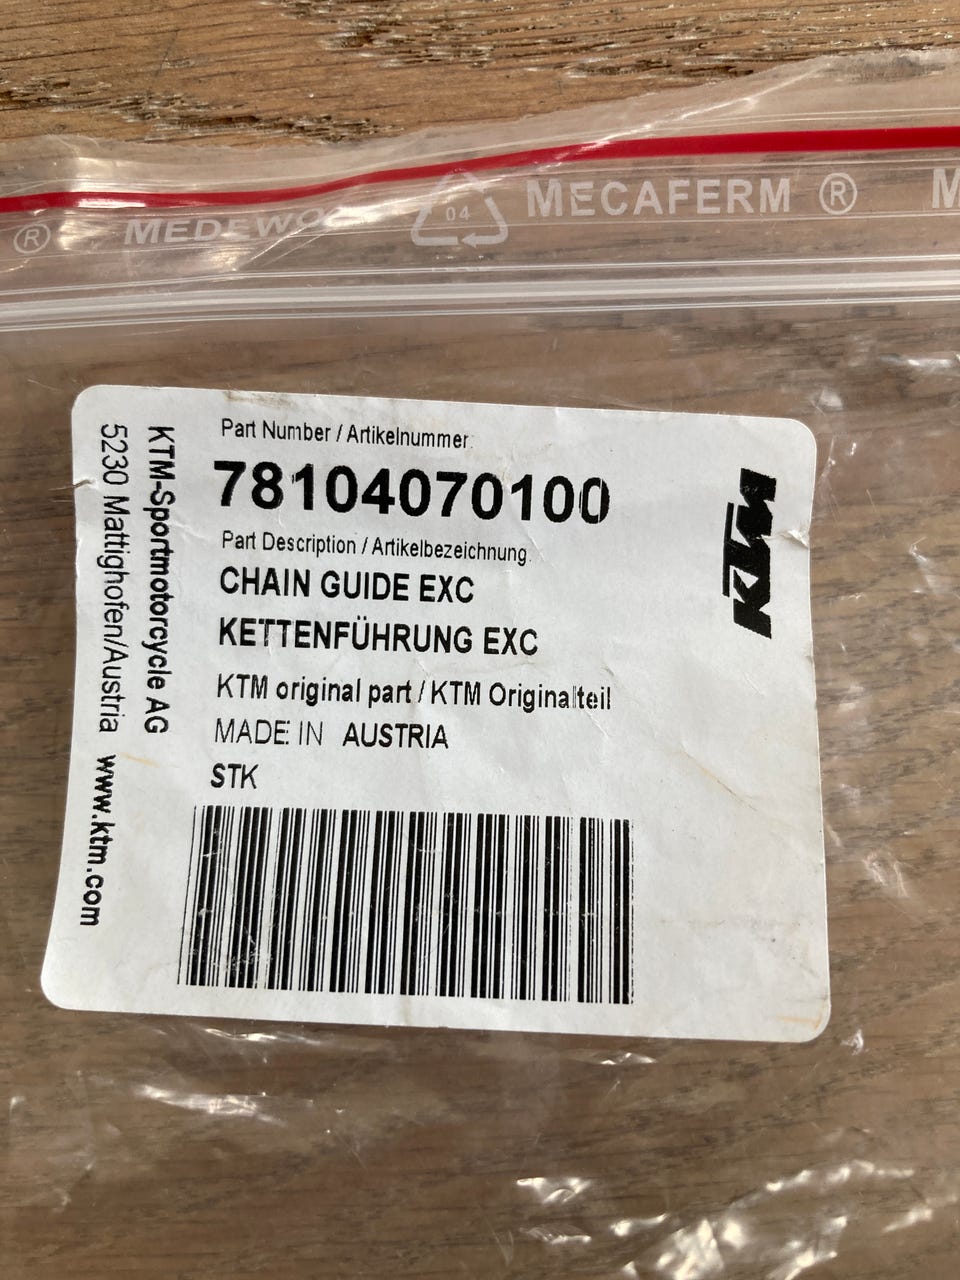 ® MEDEWO 04 MECAFERM ® M
Part Number / Artikelnummer:
78104070100
Part Description / Artikelbezeichnung:
CHAIN GUIDE EXC
KETTENFÜHRUNG EXC
KTM original part / KTM Originalteil
MADE IN AUSTRIA
STK
KTM
KTM-Sportmotorcycle AG
5230 Mattighofen/Austria www.ktm.com